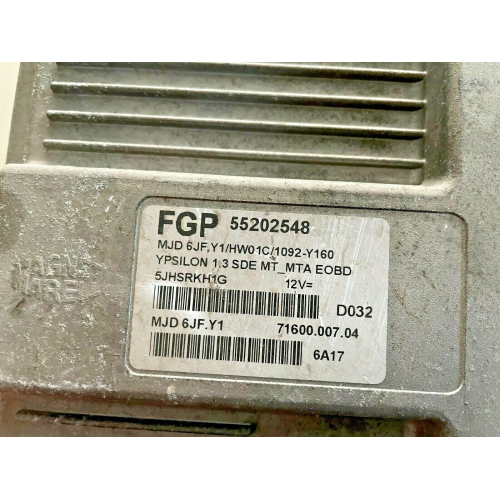 FGP 55202548
MJD 6JF.Y1/HW01C/1092-Y160
YPSILON 1,3 SDE MT_MTA EOBD
5JHSRKH1G 12V=
D032
MJD 6JF.Y1 71600.007.04
6A17